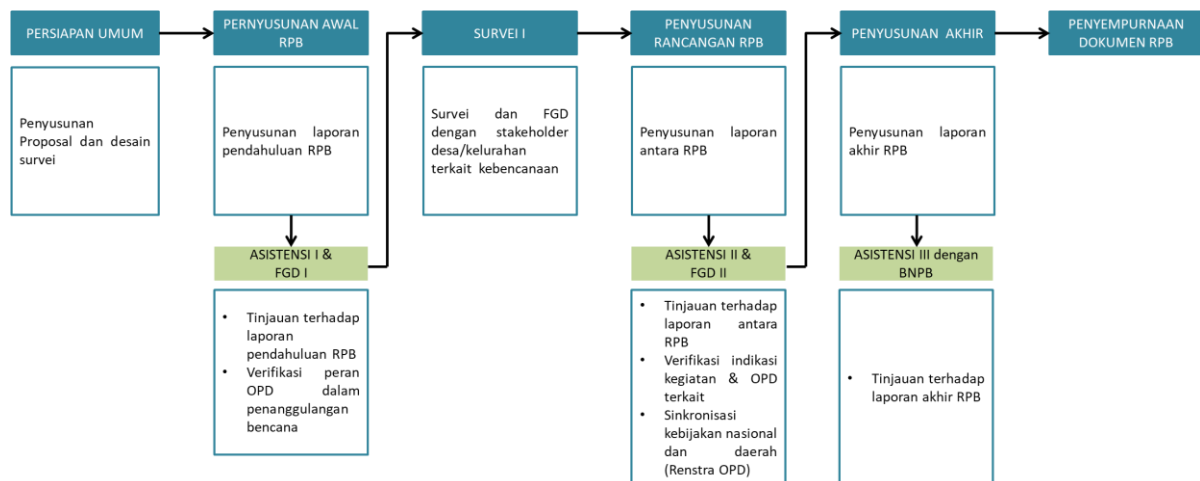 PERSIAPAN UMUM
PERNYUSUNAN AWAL
RPB
SURVEI I
PENYUSUNAN
RANCANGAN RPB
PENYUSUNAN AKHIR
PENYEMPURNAAN
DOKUMEN RPB
Penyusunan
Proposal dan desain
survei
Penyusunan laporan
pendahuluan RPB
Survei dan FGD
dengan stakeholder
desa/kelurahan
terkait kebencanaan
Penyusunan laporan
antara RPB
Penyusunan laporan
akhir RPB
ASISTENSI I &
FGD I
ASISTENSI II &
FGD II
ASISTENSI III dengan
BNPB
• Tinjauan terhadap
laporan
pendahuluan RPB
• Verifikasi peran
OPD dalam
penanggulangan
bencana
• Tinjauan terhadap
laporan antara
RPB
• Verifikasi indikasi
kegiatan & OPD
terkait
• Sinkronisasi
kebijakan nasional
dan daerah
(Renstra OPD)
• Tinjauan terhadap
laporan akhir RPB